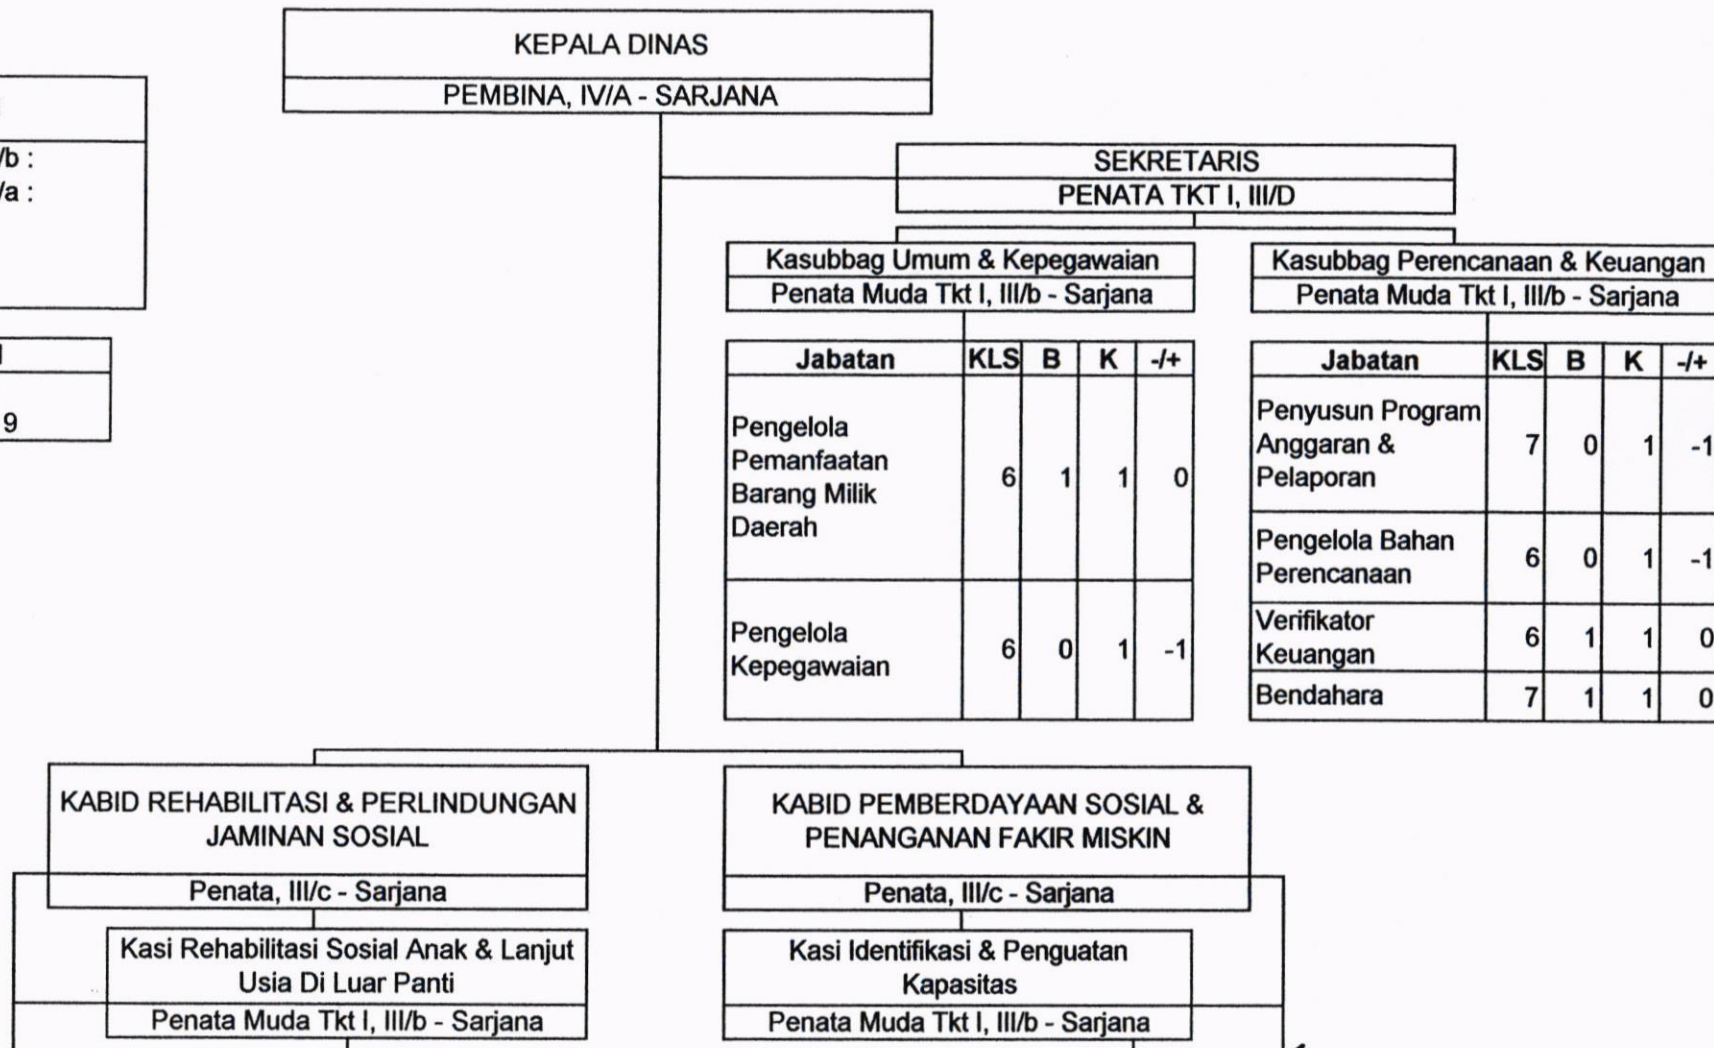 KEPALA DINAS
PEMBINA, IV/A - SARJANA
/b :
/a :
9
SEKRETARIS
PENATA TKT I, III/D
Kasubbag Umum & Kepegawaian
Penata Muda Tkt I, III/b - Sarjana
Jabatan KLS B K -/+
Pengelola
Pemanfaatan
Barang Milik
Daerah
6 1 1 0
Pengelola
Kepegawaian
6 0 1 -1
Kasubbag Perencanaan & Keuangan
Penata Muda Tkt I, III/b - Sarjana
Jabatan KLS B K -/+
Penyusun Program
Anggaran &
Pelaporan
7 0 1 -1
Pengelola Bahan
Perencanaan
6 0 1 -1
Verifikator
Keuangan
6 1 1 0
Bendahara 7 1 1 0
KABID REHABILITASI & PERLINDUNGAN
JAMINAN SOSIAL
Penata, III/c - Sarjana
Kasi Rehabilitasi Sosial Anak & Lanjut
Usia Di Luar Panti
Penata Muda Tkt I, III/b - Sarjana
KABID PEMBERDAYAAN SOSIAL &
PENANGANAN FAKIR MISKIN
Penata, III/c - Sarjana
Kasi Identifikasi & Penguatan
Kapasitas
Penata Muda Tkt I, III/b - Sarjana